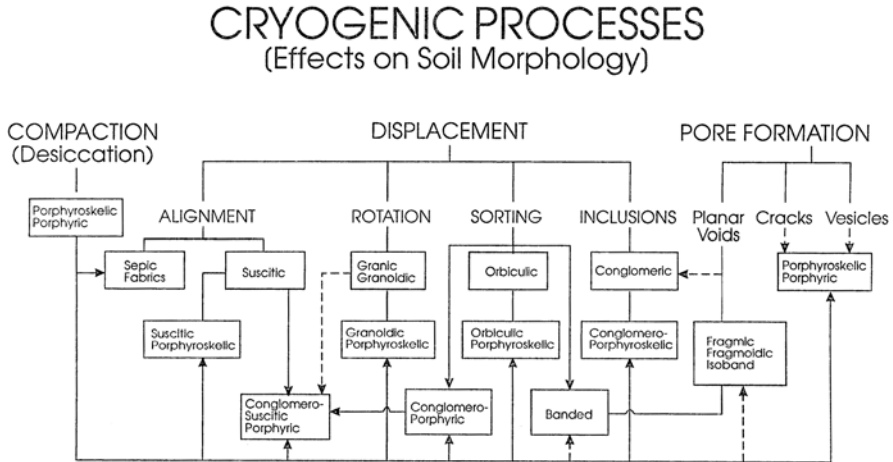 CRYOGENIC PROCESSES
(Effects on Soil Morphology)
COMPACTION
(Desiccation)
DISPLACEMENT
PORE FORMATION
Porphyroskelic
Porphyric
ALIGNMENT
ROTATION
SORTING
INCLUSIONS
Planar
Voids
Cracks
Vesicles
Sepic
Fabrics
Suscitic
Granic
Granoidic
Orbiculic
Conglomeric
Porphyroskelic
Porphyric
Suscitic
Porphyroskelic
Granoidic
Porphyroskelic
Orbiculic
Porphyroskelic
Conglomero-
Porphyroskelic
Fragmic
Fragmoidic
Isoband
Conglomero-
Suscitic
Porphyric
Conglomero-
Porphyric
Banded